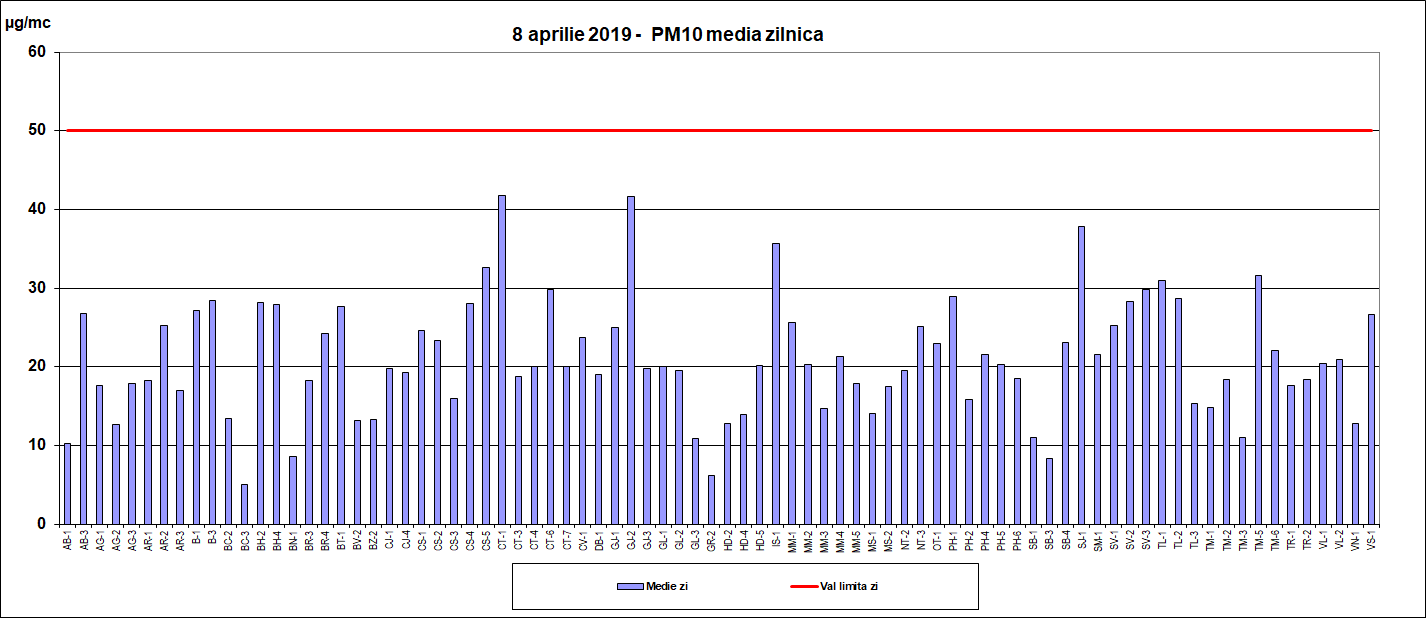 µg/mc
8 aprilie 2019 - PM10 media zilnica
60
50
40
30
20
10
0
AB-1 AB-3 AG-1 AG-2 AG-3 AR-1 AR-2 AR-3 B-1 B-3 BC-2 BC-3 BH-2 BH-4 BN-1 BR-3 BR-4 BT-1 BV-2 BZ-2 CJ-1 CJ-4 CS-1 CS-2 CS-3 CS-4 CS-5 CT-1 CT-3 CT-4 CT-6 CT-7 CV-1 DB-1 GJ-1 GJ-2 GJ-3 GL-1 GL-2 GL-3 GR-2 HD-2 HD-4 HD-5 IS-1 MM-1 MM-2 MM-3 MM-4 MM-5 MS-1 MS-2 NT-2 NT-3 OT-1 PH-1 PH-2 PH-4 PH-5 PH-6 SB-1 SB-3 SB-4 SJ-1 SM-1 SV-1 SV-2 SV-3 TL-1 TL-2 TL-3 TM-1 TM-2 TM-3 TM-5 TM-6 TR-1 TR-2 VL-1 VL-2 VN-1 VS-1
Medie zi Val limita zi